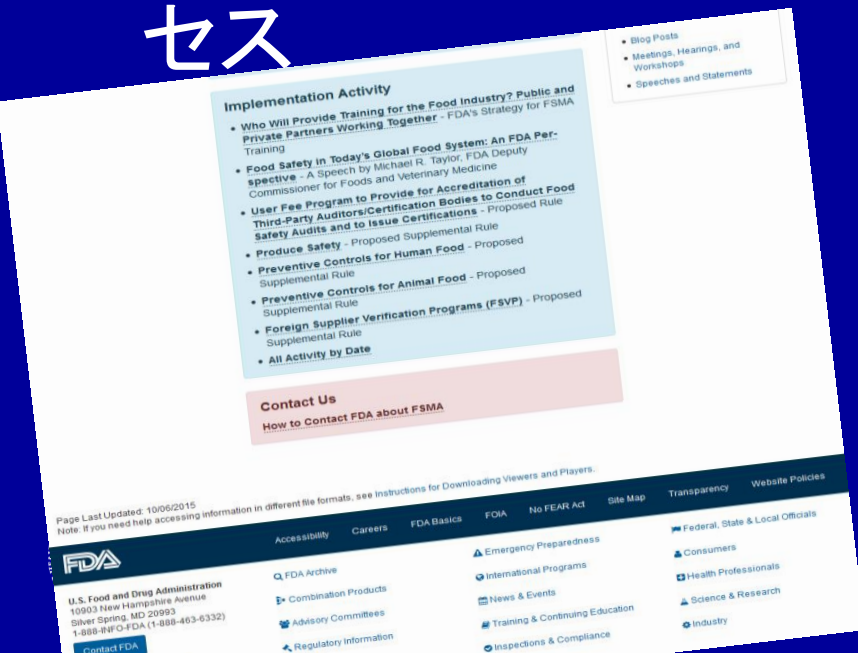 セス
Blog Posts
Meetings, Hearings, and
Workshops
Speeches and Statements
Implementation Activity
Who Will Provide Training for the Food Industry? Public and
Private Partners Working Together - FDA's Strategy for FSMA
Training
Food Safety in Today's Global Food System: An FDA Per-
spective - A Speech by Michael R. Taylor, FDA Deputy
Commissioner for Foods and Veterinary Medicine
User Fee Program to Provide for Accreditation of
Third-Party Auditors/Certification Bodies to Conduct Food
Safety Audits and to Issue Certifications - Proposed Rule
Produce Safety - Proposed Supplemental Rule
Preventive Controls for Human Food - Proposed
Supplemental Rule
Preventive Controls for Animal Food - Proposed
Supplemental Rule
Foreign Supplier Verification Programs (FSVP) - Proposed
Supplemental Rule
All Activity by Date
Contact Us
How to Contact FDA about FSMA
Page Last Updated: 10/06/2015
Note: If you need help accessing information in different file formats, see Instructions for Downloading Viewers and Players.
Accessibility Careers FDA Basics FOIA No FEAR Act Site Map Transparency Website Policies
FDA
U.S. Food and Drug Administration
10903 New Hampshire Avenue
Silver Spring, MD 20993
1-888-INFO-FDA (1-888-463-6332)
Contact FDA
FDA Archive
Combination Products
Advisory Committees
Regulatory Information
Emergency Preparedness
International Programs
News & Events
Training & Continuing Education
Inspections & Compliance
Federal, State & Local Officials
Consumers
Health Professionals
Science & Research
Industry